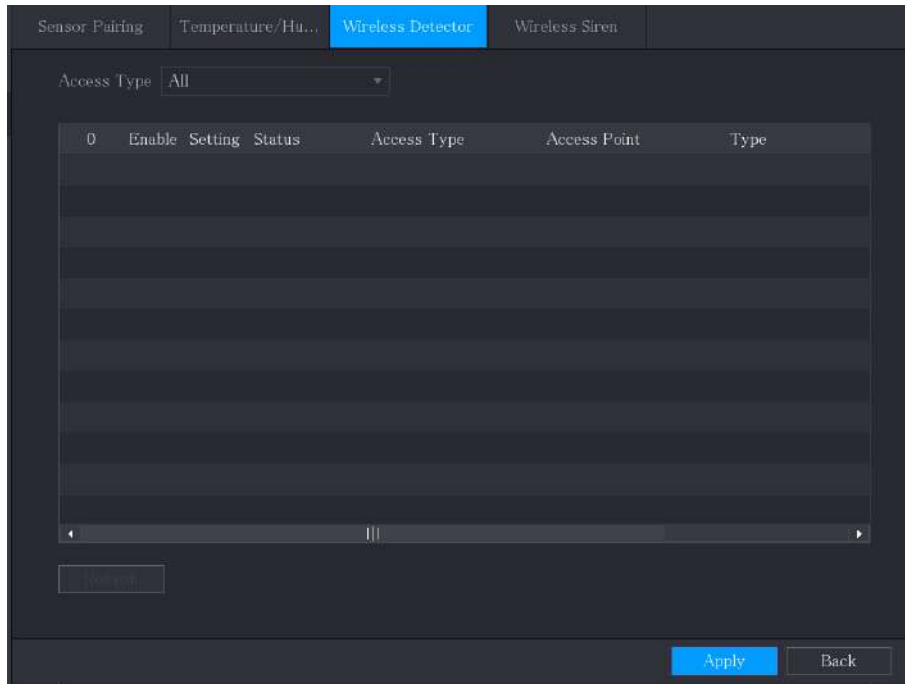 Sensor Pairing Temperature/Hu... Wireless Detector Wireless Siren
Access Type All
0 Enable Setting Status Access Type Access Point Type
Apply Back